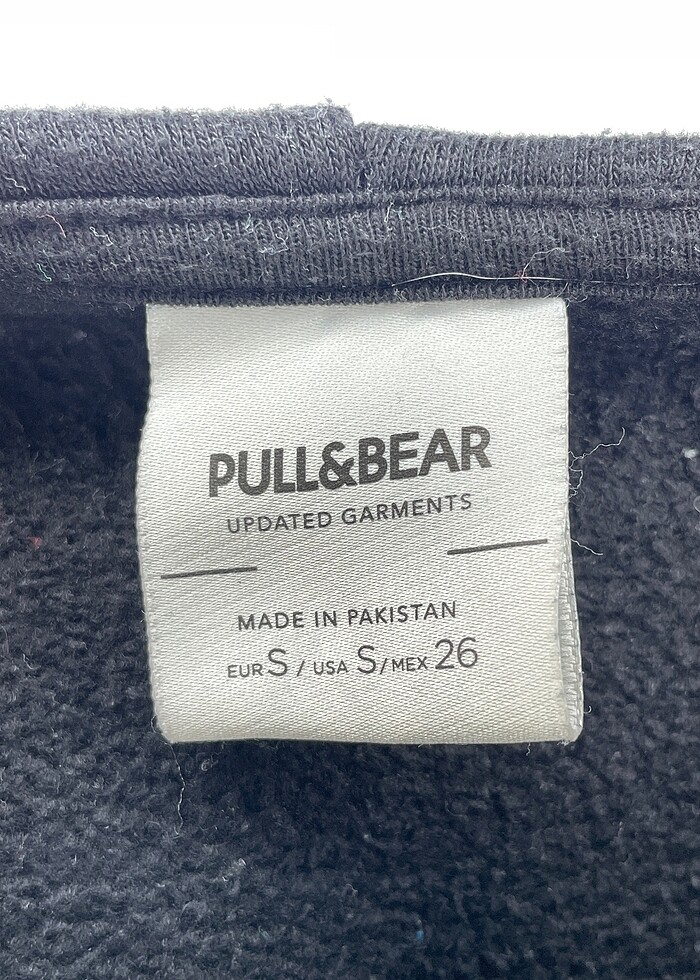 PULL&BEAR
UPDATED GARMENTS
MADE IN PAKISTAN
EUR S / USA S/MEX 26